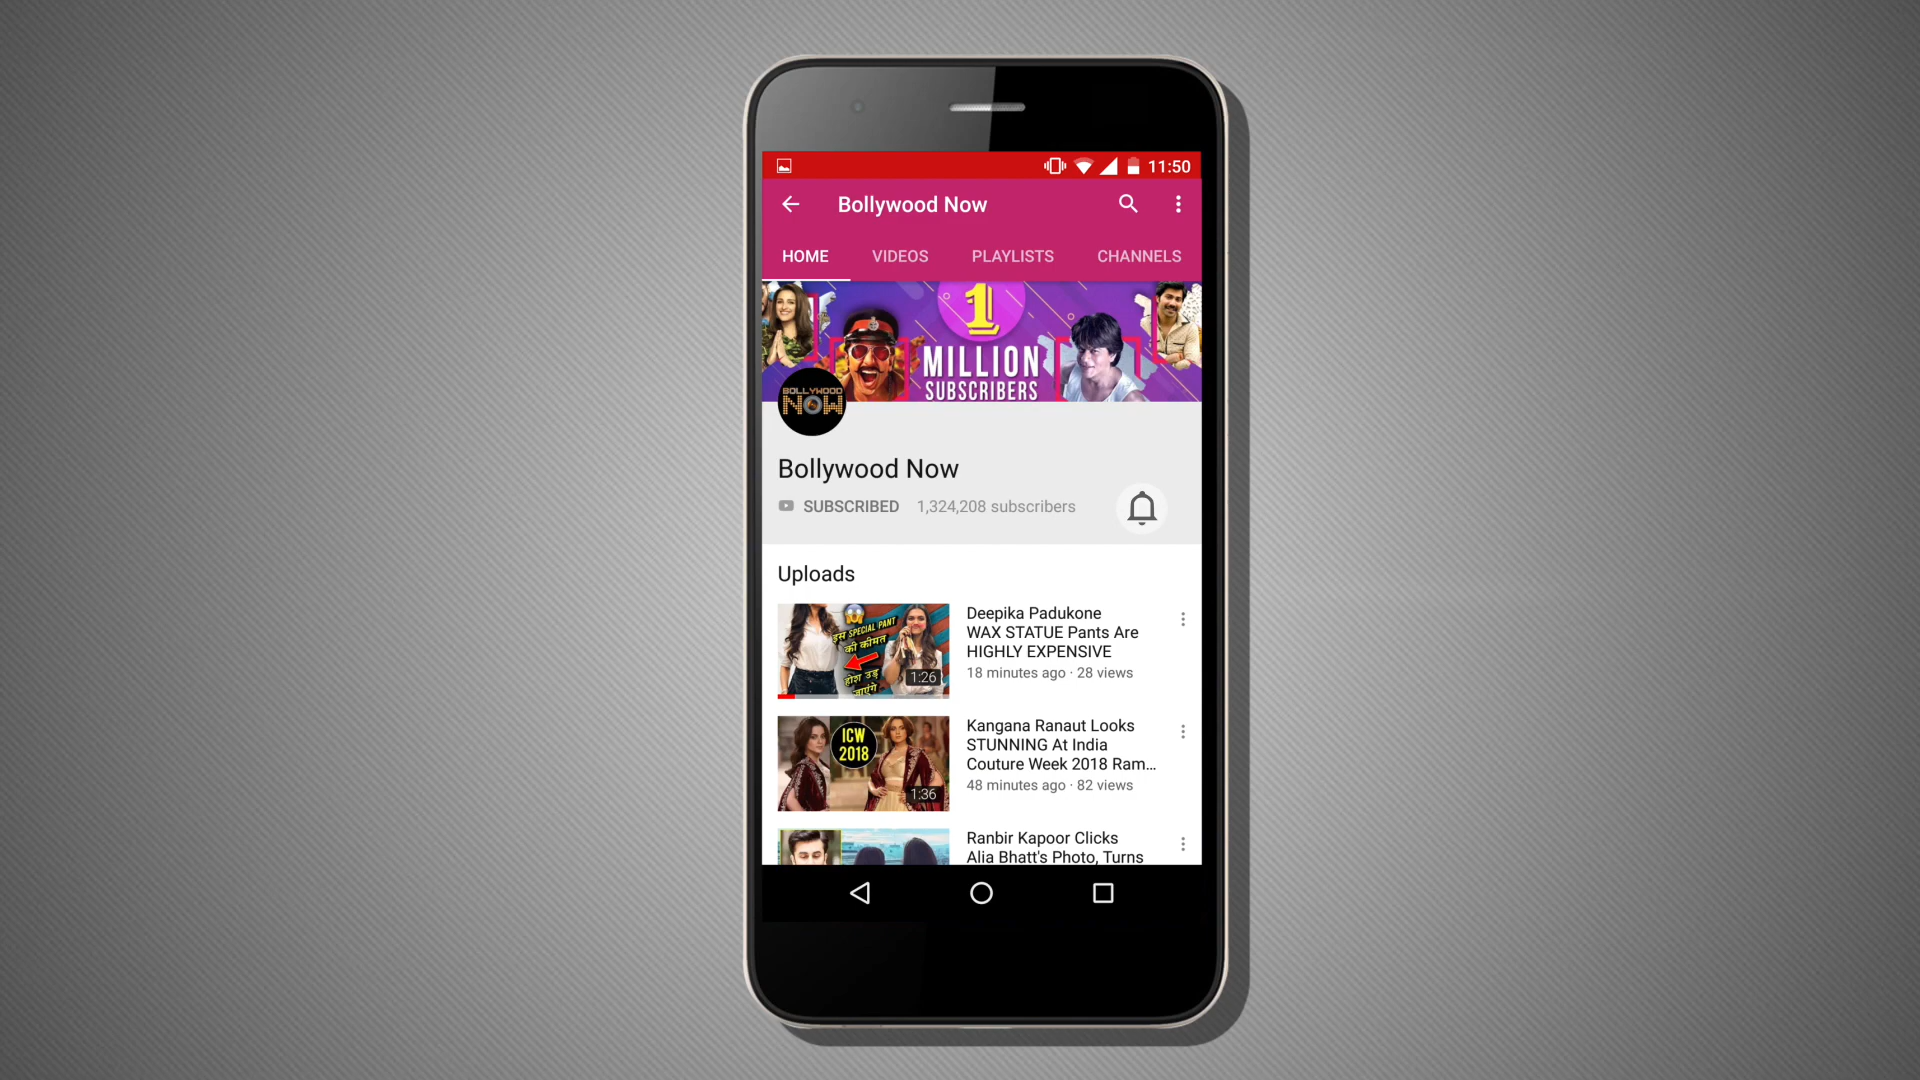 11:50
Bollywood Now
HOME VIDEOS PLAYLISTS CHANNELS
1
MILLION
SUBSCRIBERS
BOLLYWOOD
NOW
Bollywood Now
SUBSCRIBED 1,324,208 subscribers
Uploads
इस SPECIAL PANT
की कीमत
होश उड़
जाएंगे
1:26
Deepika Padukone
WAX STATUE Pants Are
HIGHLY EXPENSIVE
18 minutes ago · 28 views
ICW
2018
1:36
Kangana Ranaut Looks
STUNNING At India
Couture Week 2018 Ram...
48 minutes ago · 82 views
Ranbir Kapoor Clicks
Alia Bhatt's Photo, Turns